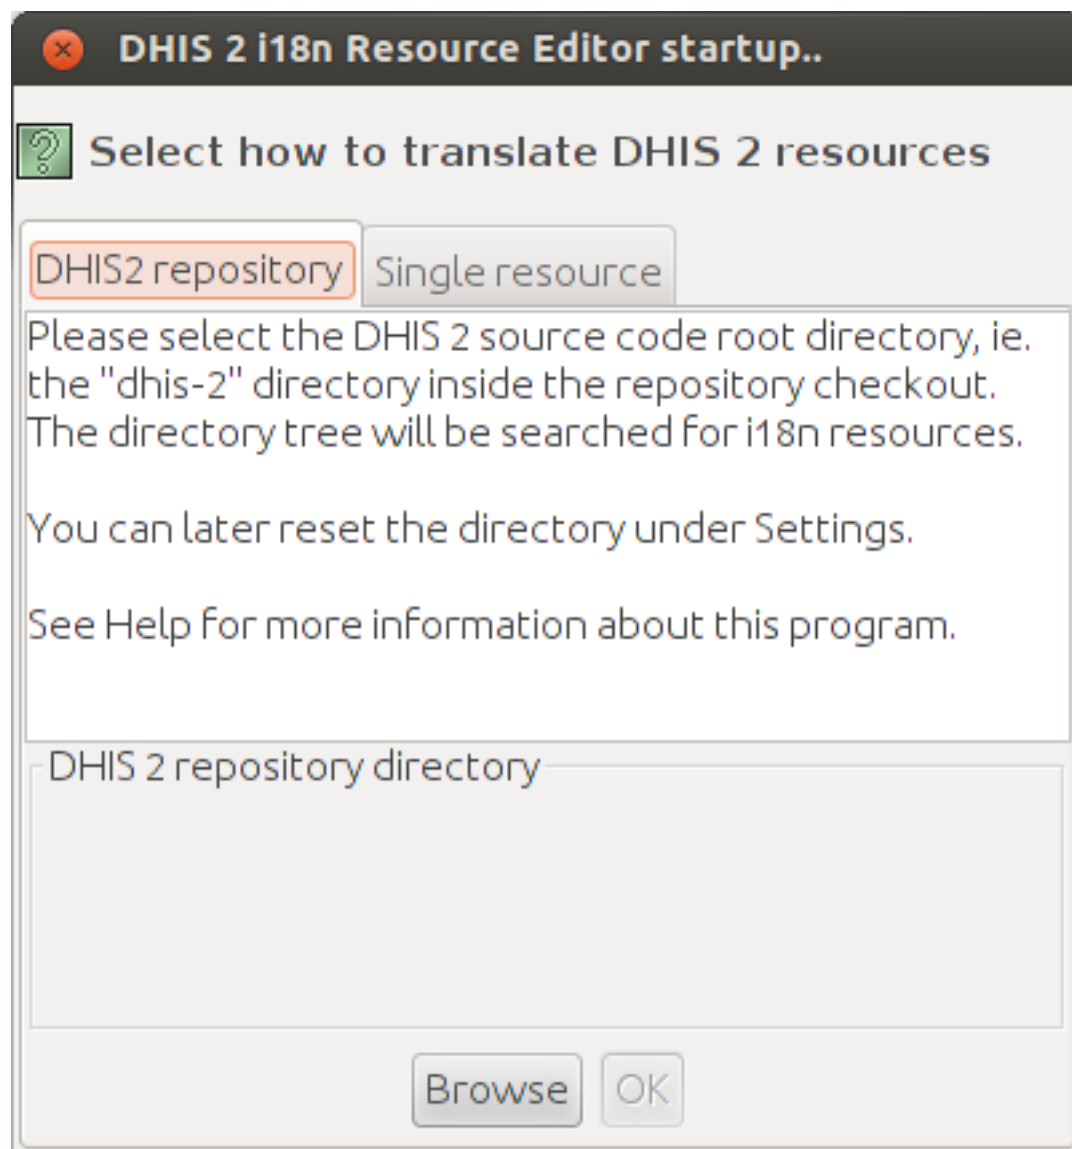 DHIS 2 i18n Resource Editor startup..
Select how to translate DHIS 2 resources
DHIS2 repository
Single resource
Please select the DHIS 2 source code root directory, ie.
the "dhis-2" directory inside the repository checkout.
The directory tree will be searched for i18n resources.
You can later reset the directory under Settings.
See Help for more information about this program.
DHIS 2 repository directory
Browse
OK